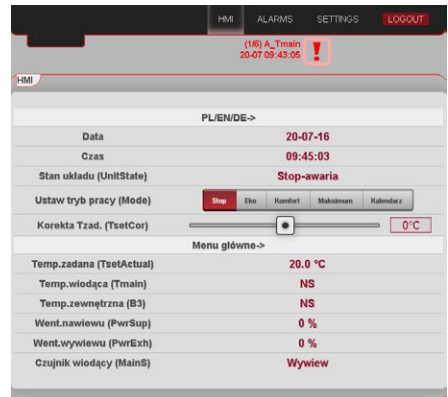 HMI ALARMS SETTINGS LOGOUT
(1/6) A_Tmain
20-07 09:43:05
!
HMI
PL/EN/DE->
Data 20-07-16
Czas 09:45:03
Stan układu (UnitState) Stop-awaria
Ustaw tryb pracy (Mode) Stop Eko Komfort Maksimum Kalendarz
Korekta Tzad. (TsetCor) 0°C
Menu główne->
Temp.zadana (TsetActual) 20.0 °C
Temp.wiodąca (Tmain) NS
Temp.zewnętrzna (B3) NS
Went.nawiewu (PwrSup) 0 %
Went.wywiewu (PwrExh) 0 %
Czujnik wiodący (MainS) Wywiew